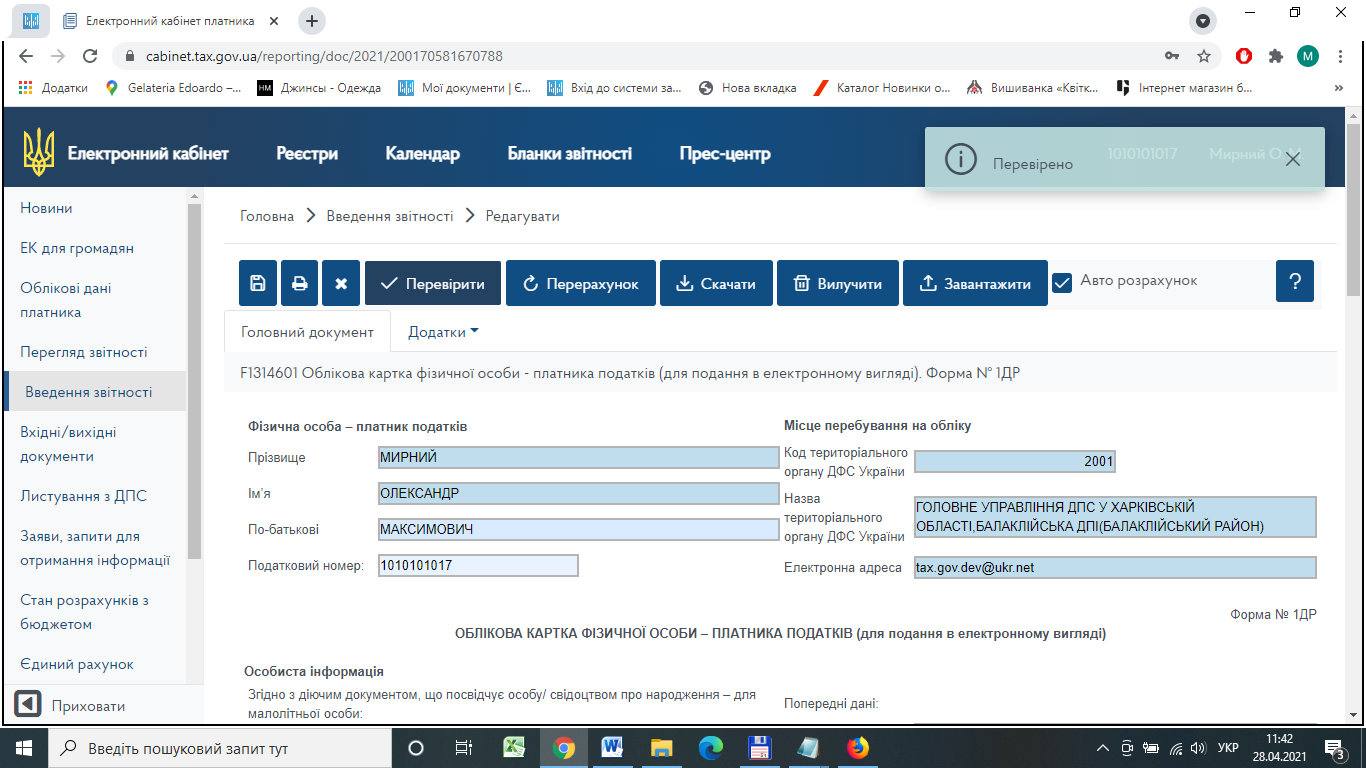 Електронний кабінет платника
cabinet.tax.gov.ua/reporting/doc/2021/200170581670788
M
Додатки
Gelateria Edoardo –...
HM
Джинсы - Одежда
Мої документи | Є...
Вхід до системи за...
Нова вкладка
Каталог Новинки о...
Вишиванка «Квітк...
Інтернет магазин б...
»
Електронний кабінет
Реєстри
Календар
Бланки звітності
Прес-центр
1010101017
Мирний О. М.
Перевірено
Новини
ЕК для громадян
Облікові дані
платника
Перегляд звітності
Введення звітності
Вхідні/вихідні
документи
Листування з ДПС
Заяви, запити для
отримання інформації
Стан розрахунків з
бюджетом
Єдиний рахунок
Приховати
Головна > Введення звітності > Редагувати
Перевірити
Перерахунок
Скачати
Вилучити
Завантажити
Авто розрахунок
?
Головний документ
Додатки
F1314601 Облікова картка фізичної особи - платника податків (для подання в електронному вигляді). Форма № 1ДР
Фізична особа – платник податків
Прізвище
МИРНИЙ
Ім'я
ОЛЕКСАНДР
По-батькові
МАКСИМОВИЧ
Податковий номер:
1010101017
Місце перебування на обліку
Код територіального
органу ДФС України
2001
Назва
територіального
органу ДФС України
ГОЛОВНЕ УПРАВЛІННЯ ДПС У ХАРКІВСЬКІЙ
ОБЛАСТІ,БАЛАКЛІЙСЬКА ДПІ(БАЛАКЛІЙСЬКИЙ РАЙОН)
Електронна адреса
tax.gov.dev@ukr.net
Форма № 1ДР
ОБЛІКОВА КАРТКА ФІЗИЧНОЇ ОСОБИ – ПЛАТНИКА ПОДАТКІВ (для подання в електронному вигляді)
Особиста інформація
Згідно з діючим документом, що посвідчує особу/ свідоцтвом про народження – для
малолітньої особи:
Попередні дані:
Введіть пошуковий запит тут
УКР
11:42
28.04.2021
3